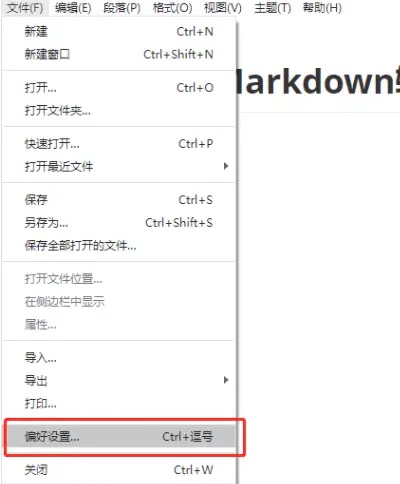 文件(F) 编辑(E) 段落(P) 格式(O) 视图(V) 主题(T) 帮助(H)
新建 Ctrl+N
新建窗口 Ctrl+Shift+N
打开... Ctrl+O
打开文件夹...
arkdown
快速打开... Ctrl+P
打开最近文件
保存 Ctrl+S
另存为... Ctrl+Shift+S
保存全部打开的文件...
打开文件位置...
在侧边栏中显示
属性...
导入...
导出
打印...
偏好设置... Ctrl+逗号
关闭 Ctrl+W